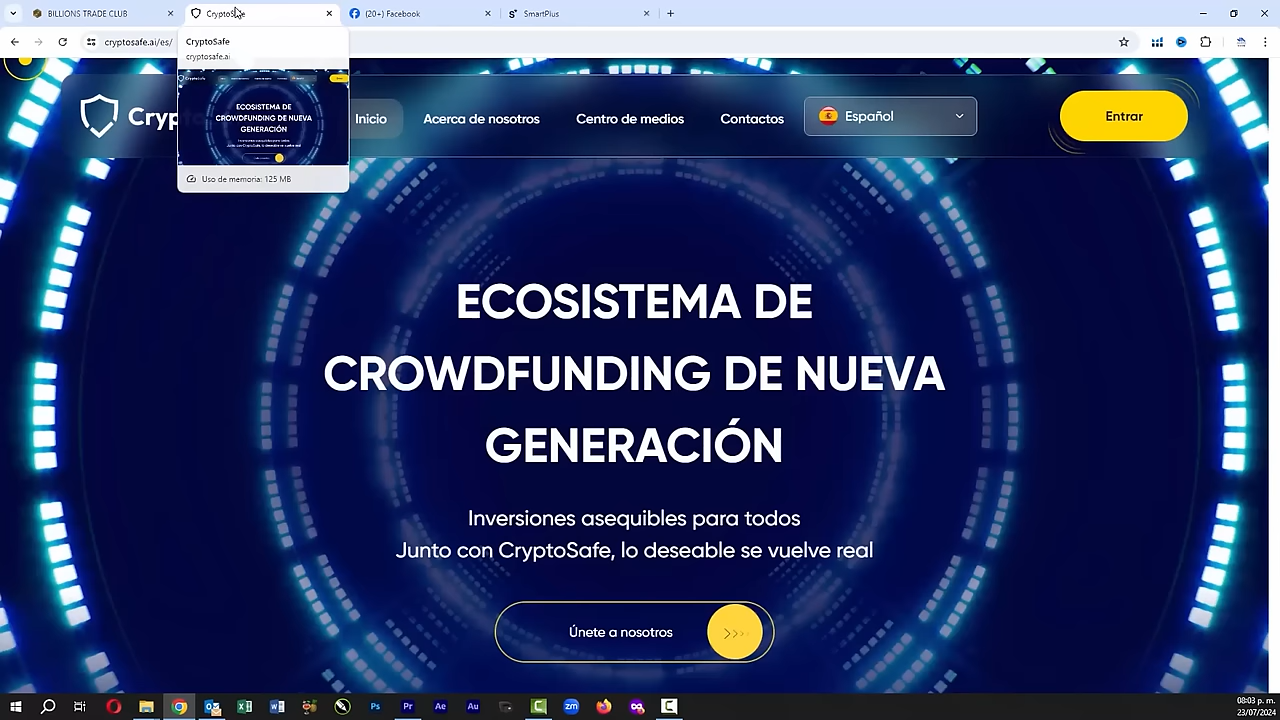 BILLIONS TRADE CLUB
CryptoSafe
(20+) Facebook
SmartPlus
cryptosafe.ai/es/
CryptoSafe
cryptosafe.ai
ECOSISTEMA DE
CROWDFUNDING DE NUEVA
GENERACIÓN
Uso de memoria: 125 MB
Inicio
Acerca de nosotros
Centro de medios
Contactos
Español
Entrar
ECOSISTEMA DE
CROWDFUNDING DE NUEVA
GENERACIÓN
Inversiones asequibles para todos
Junto con CryptoSafe, lo deseable se vuelve real
Únete a nosotros
08:03 p. m.
23/07/2024